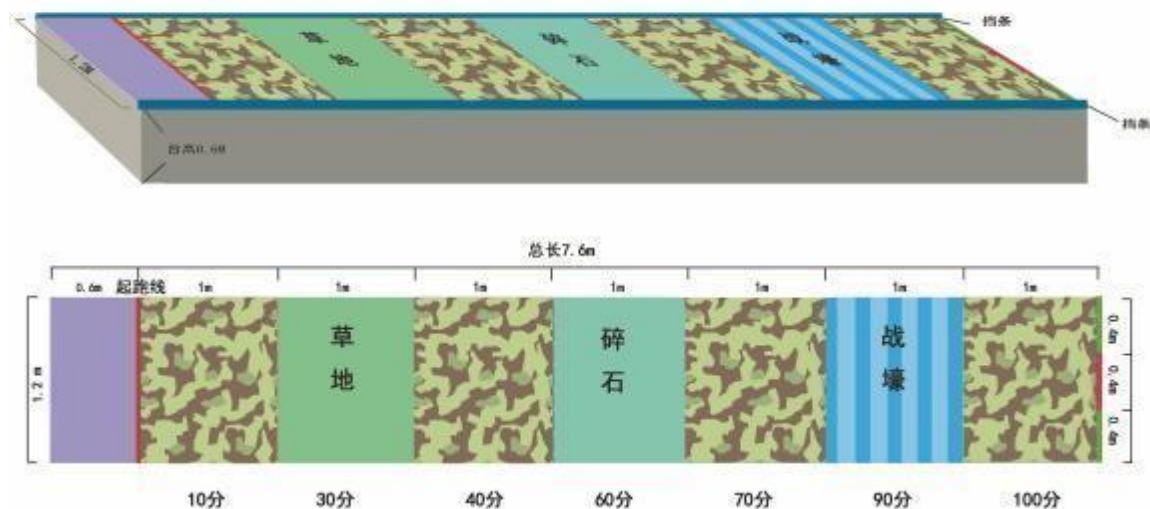 挡条
草地
碎石
战壕
1.2M
台高0.6M
挡条
总长7.6m
0.6m 起跑线 1m 1m 1m 1m 1m 1m 1m
1.2m
草地
碎石
战壕
0.4m
0.4m
0.4m
10分 30分 40分 60分 70分 90分 100分